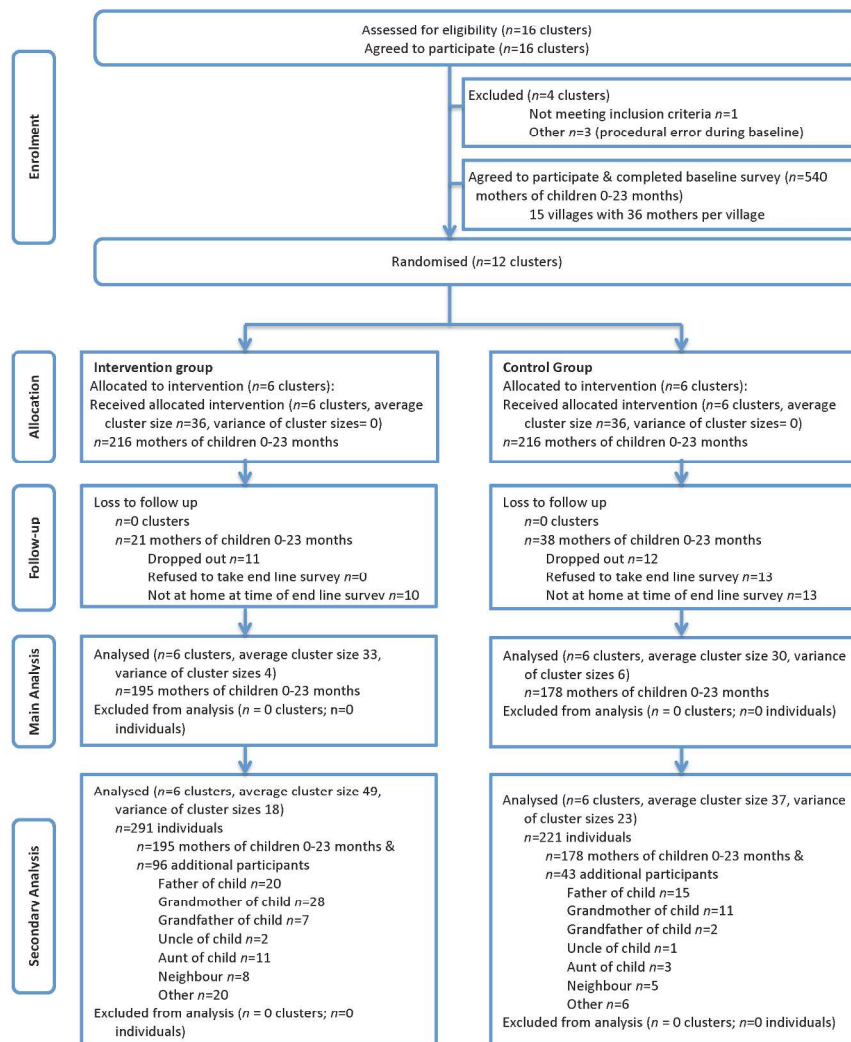 Enrolment
Assessed for eligibility (n=16 clusters)
Agreed to participate (n=16 clusters)
Excluded (n=4 clusters)
Not meeting inclusion criteria n=1
Other n=3 (procedural error during baseline)
Agreed to participate & completed baseline survey (n=540
mothers of children 0-23 months)
15 villages with 36 mothers per village
Randomised (n=12 clusters)
Allocation
Intervention group
Allocated to intervention (n=6 clusters):
Received allocated intervention (n=6 clusters, average
cluster size n=36, variance of cluster sizes= 0)
n=216 mothers of children 0-23 months
Control Group
Allocated to intervention (n=6 clusters):
Received allocated intervention (n=6 clusters, average
cluster size n=36, variance of cluster sizes= 0)
n=216 mothers of children 0-23 months
Follow-up
Loss to follow up
n=0 clusters
n=21 mothers of children 0-23 months
Dropped out n=11
Refused to take end line survey n=0
Not at home at time of end line survey n=10
Loss to follow up
n=0 clusters
n=38 mothers of children 0-23 months
Dropped out n=12
Refused to take end line survey n=13
Not at home at time of end line survey n=13
Main Analysis
Analysed (n=6 clusters, average cluster size 33,
variance of cluster sizes 4)
n=195 mothers of children 0-23 months
Excluded from analysis (n = 0 clusters; n=0
individuals)
Analysed (n=6 clusters, average cluster size 30, variance
of cluster sizes 6)
n=178 mothers of children 0-23 months
Excluded from analysis (n = 0 clusters; n=0 individuals)
Secondary Analysis
Analysed (n=6 clusters, average cluster size 49,
variance of cluster sizes 18)
n=291 individuals
n=195 mothers of children 0-23 months &
n=96 additional participants
Father of child n=20
Grandmother of child n=28
Grandfather of child n=7
Uncle of child n=2
Aunt of child n=11
Neighbour n=8
Other n=20
Excluded from analysis (n = 0 clusters; n=0
individuals)
Analysed (n=6 clusters, average cluster size 37, variance
of cluster sizes 23)
n=221 individuals
n=178 mothers of children 0-23 months &
n=43 additional participants
Father of child n=15
Grandmother of child n=11
Grandfather of child n=2
Uncle of child n=1
Aunt of child n=3
Neighbour n=5
Other n=6
Excluded from analysis (n = 0 clusters; n=0 individuals)